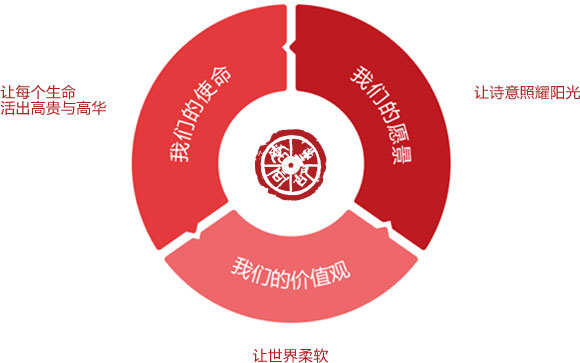 我们的使命
我们的愿景
让每个生命
活出高贵与高华
让诗意照耀阳光
我们的价值观
让世界柔软